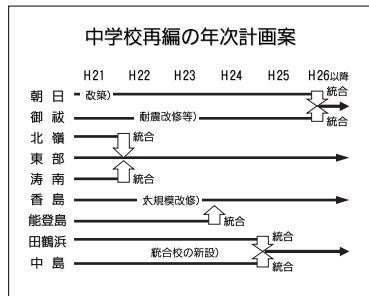 中学校再編の年次計画案
H21 H22 H23 H24 H25 H26以降
朝日 改築) 統合
御祓 耐震改修等) 統合
北嶺 統合
東部
涛南 統合
香島 大規模改修)
能登島 統合
田鶴浜 統合
統合校の新設)
中島 統合